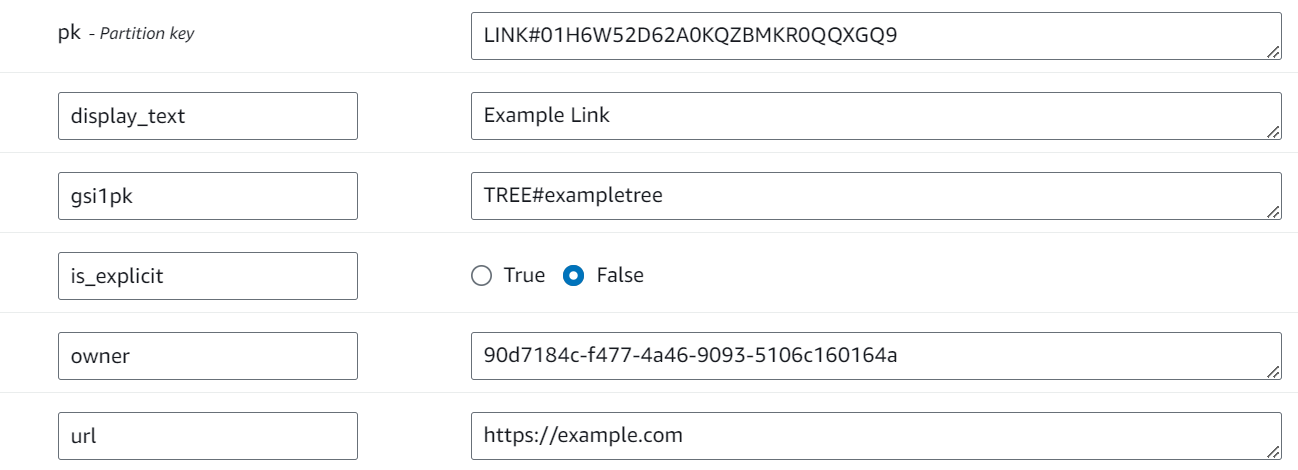 pk - Partition key LINK#01H6W52D62A0KQZBMKR0QQXGQ9
display_text Example Link
gsi1pk TREE#exampletree
is_explicit True False
owner 90d7184c-f477-4a46-9093-5106c160164a
url https://example.com